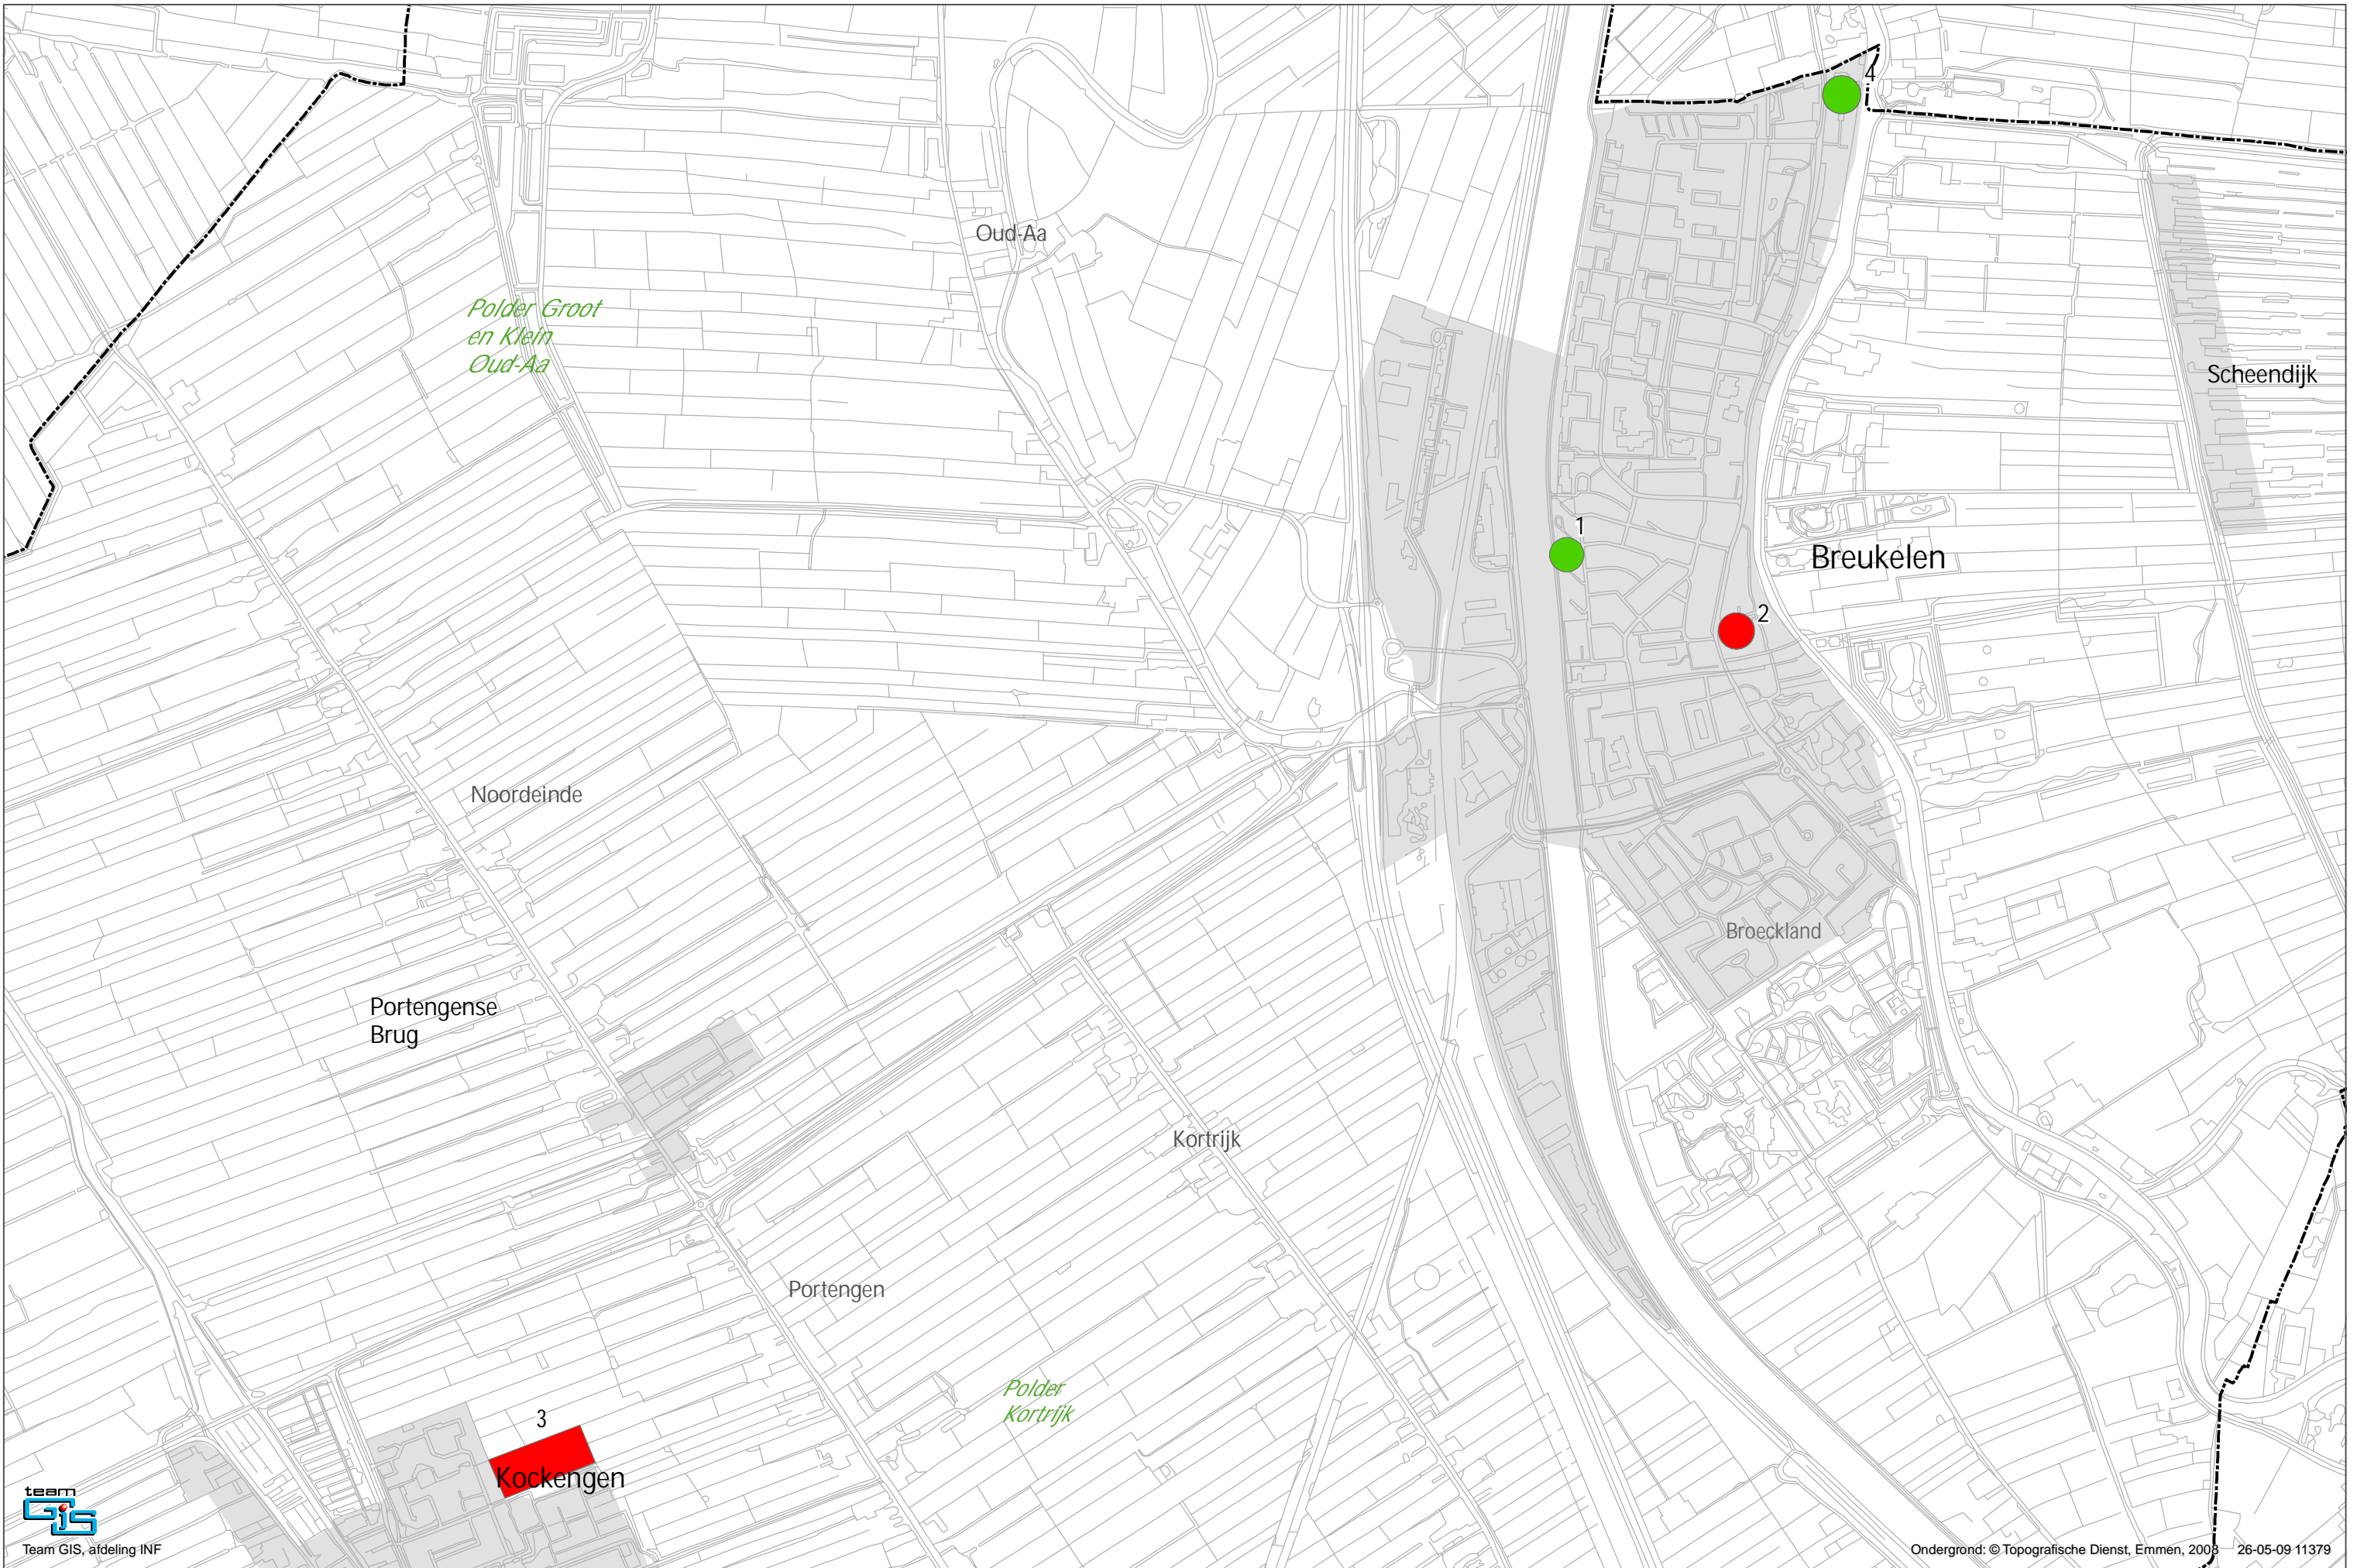 4
Oud-Aa
Polder Groot
en Klein
Oud-Aa
Scheendijk
1
Breukelen
2
Noordeinde
Broeckland
Portengense
Brug
Kortrijk
Portengen
Polder
Kortrijk
3
Kockengen
team
GIS
Team GIS, afdeling INF
Ondergrond: © Topografische Dienst, Emmen, 2008 26-05-09 11379